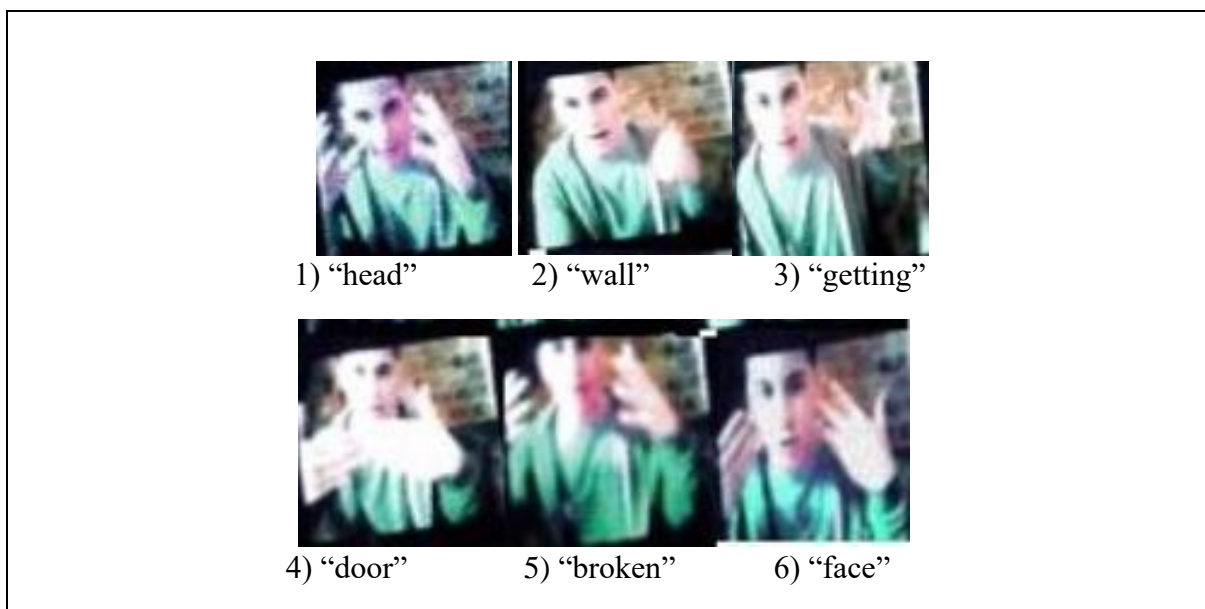 1) “head” 2) “wall” 3) “getting”
4) “door” 5) “broken” 6) “face”